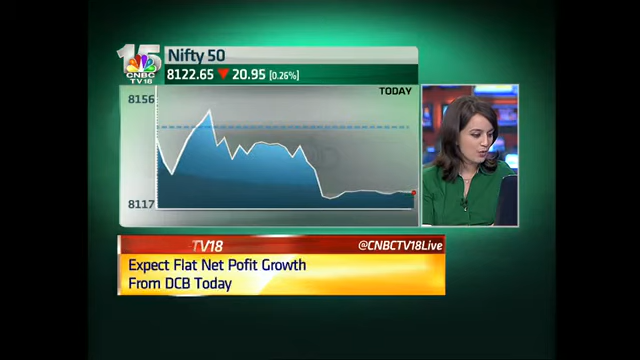 15
CNBC
TV18
Nifty 50
8122.65 ▼ 20.95 [0.26%]
TODAY
8156
8117
TV18
@CNBCTV18Live
Expect Flat Net Pofit Growth
From DCB Today